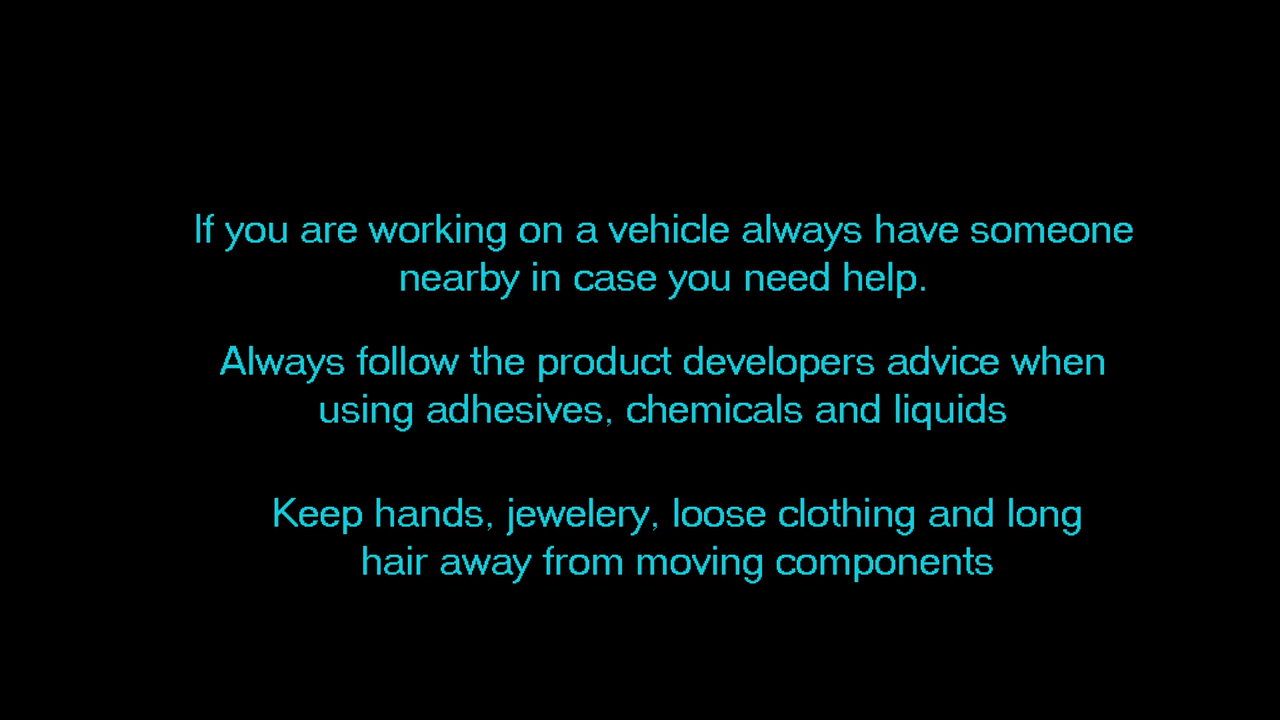 If you are working on a vehicle always have someone
nearby in case you need help.
Always follow the product developers advice when
using adhesives, chemicals and liquids
Keep hands, jewelery, loose clothing and long
hair away from moving components